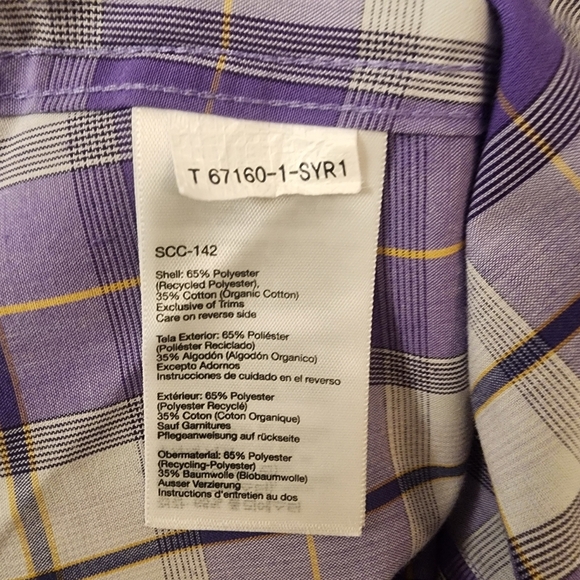 T 67160-1-SYR1
SCC-142
Shell: 65% Polyester
(Recycled Polyester),
35% Cotton (Organic Cotton)
Exclusive of Trims
Care on reverse side
Tela Exterior: 65% Poliéster
(Poliéster Reciclado)
35% Algodón (Algodón Organico)
Excepto Adornos
Instrucciones de cuidado en el reverso
Extérieur: 65% Polyester
(Polyester Recyclé)
35% Coton (Coton Organique)
Sauf Garnitures
Pflegeanweisung auf rückseite
Obermaterial: 65% Polyester
(Recycling-Polyester)
35% Baumwolle (Biobaumwolle)
Ausser Verzierung
Instructions d'entretien au dos